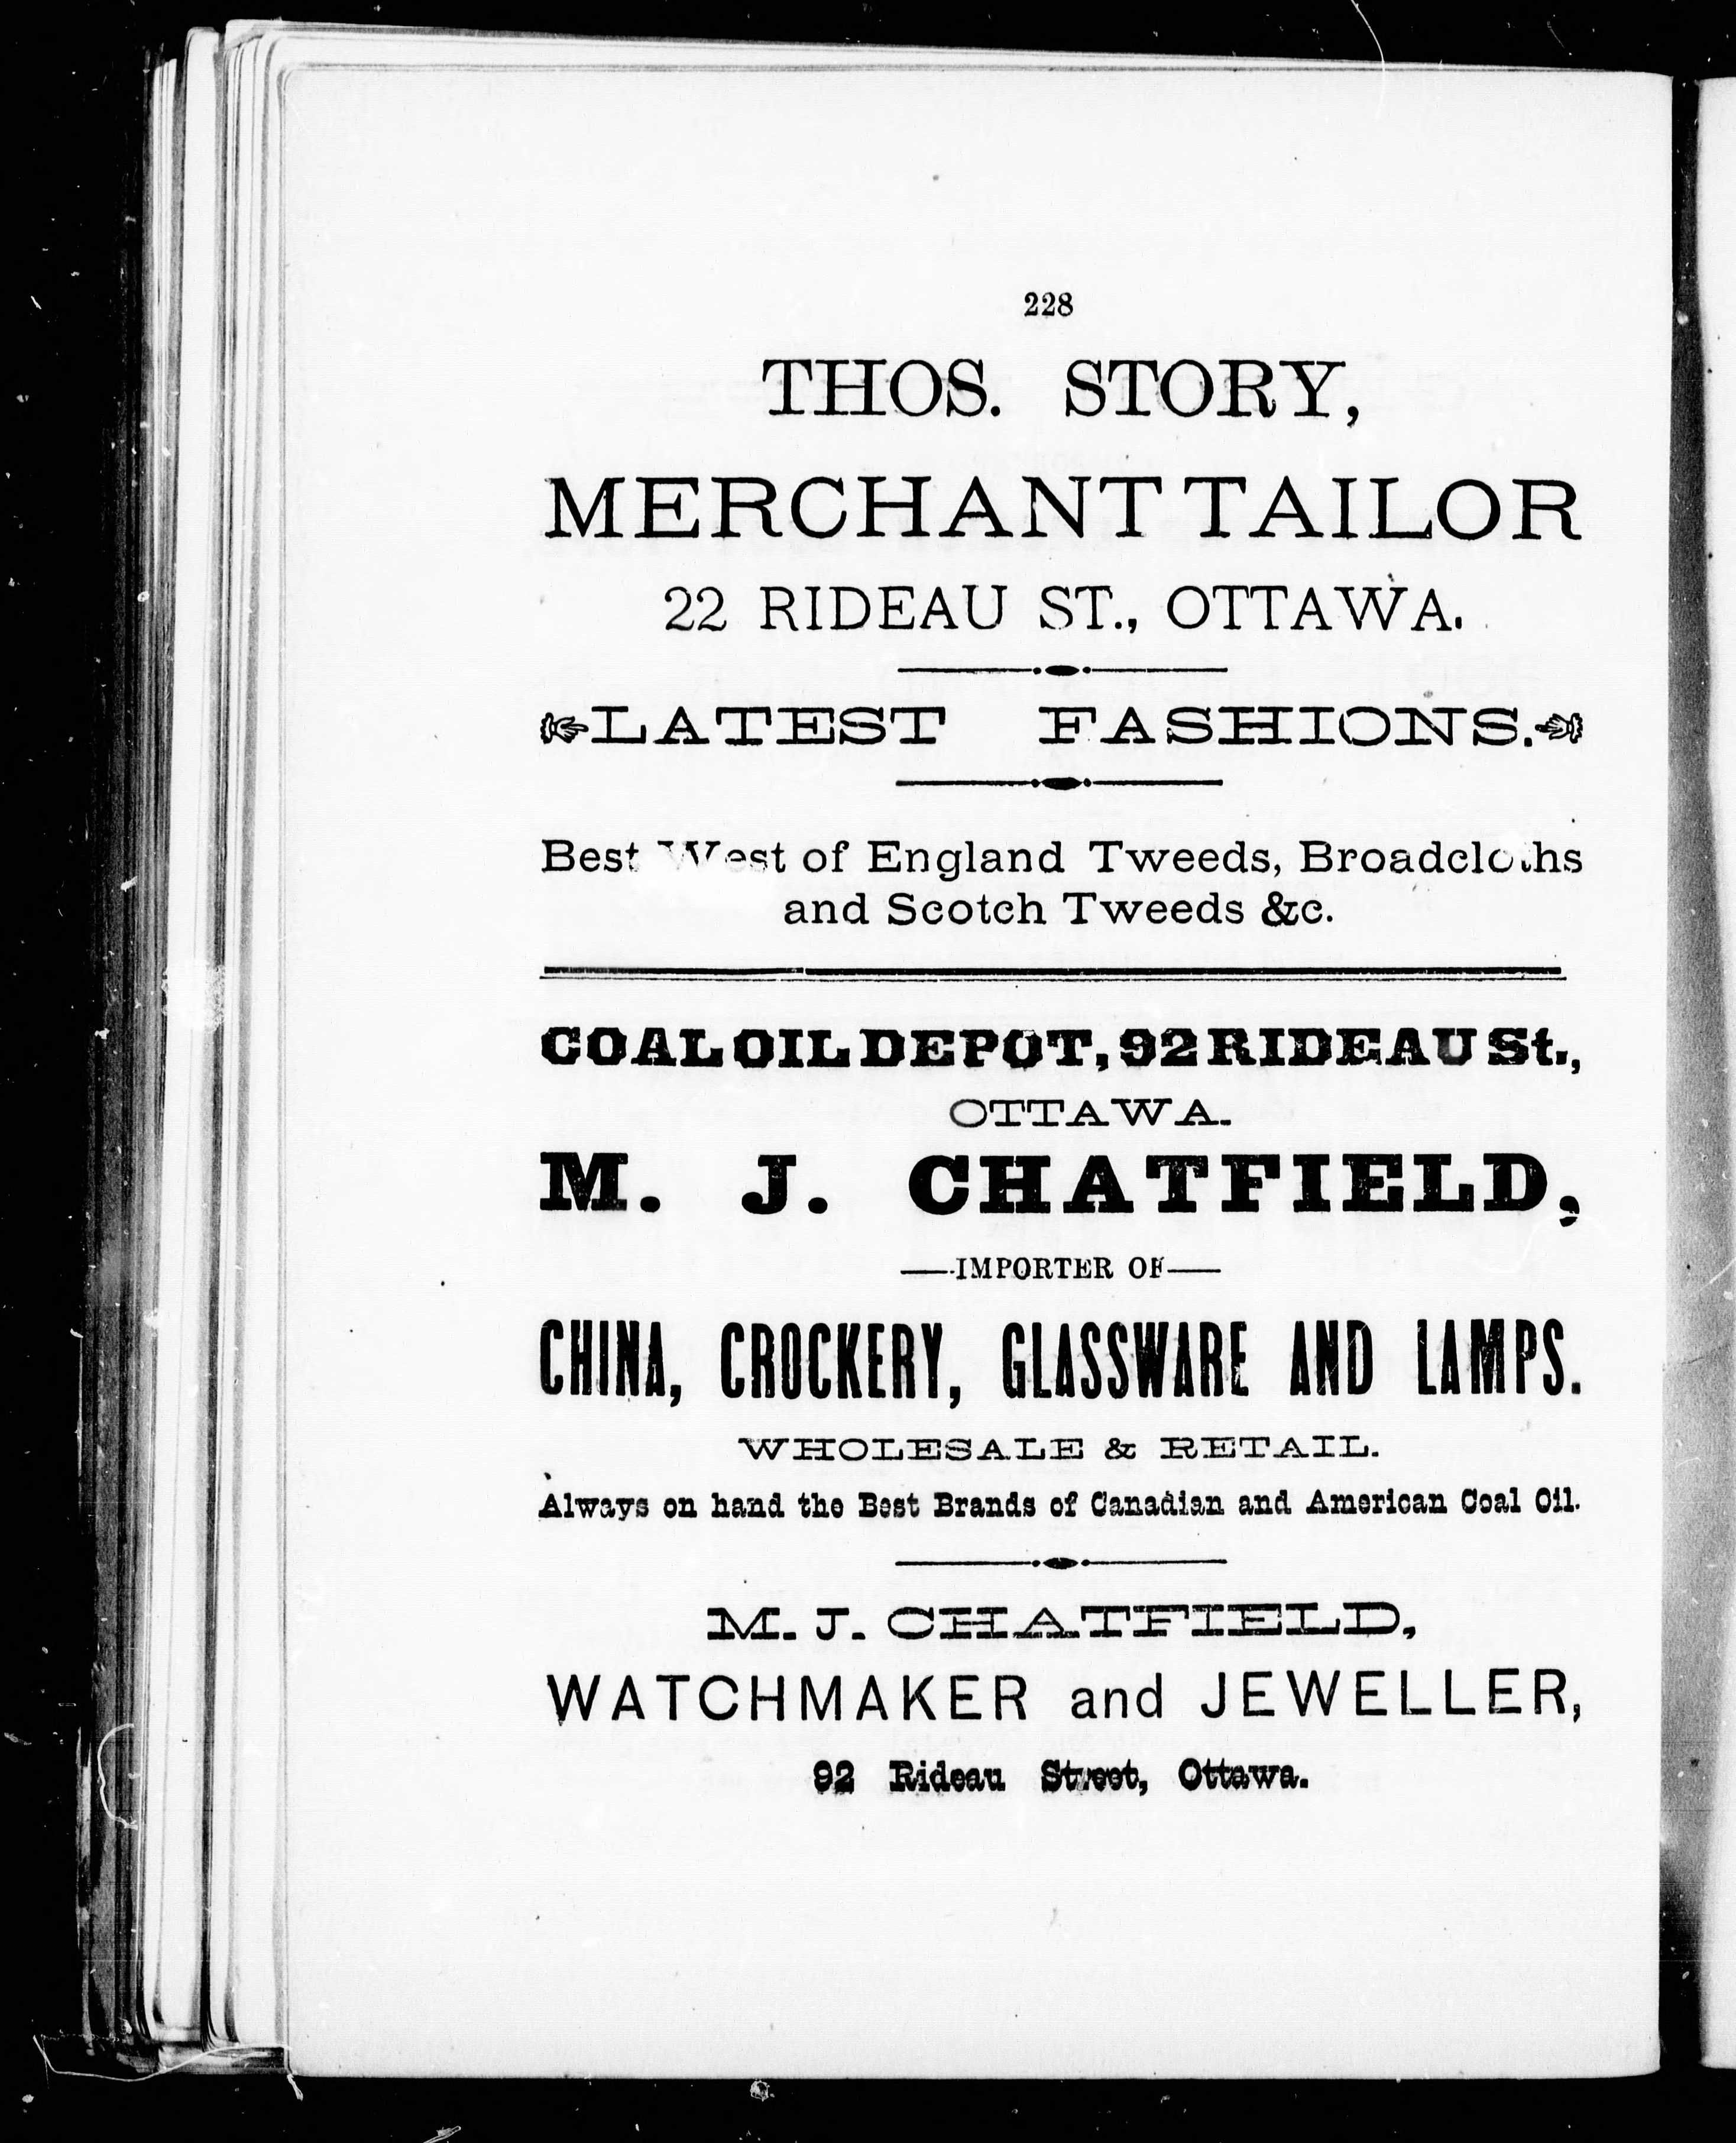 228
THOS. STORY,
MERCHANT TAILOR
22 RIDEAU ST., OTTAWA.
☞LATEST FASHIONS.☜
Best West of England Tweeds, Broadcloths
and Scotch Tweeds &c.
COAL OIL DEPOT, 92 RIDEAU St.,
OTTAWA.
M. J. CHATFIELD,
—IMPORTER OF—
CHINA, CROCKERY, GLASSWARE AND LAMPS.
WHOLESALE & RETAIL.
Always on hand the Best Brands of Canadian and American Coal Oil.
M. J. CHATFIELD,
WATCHMAKER and JEWELLER,
92 Rideau Street, Ottawa.